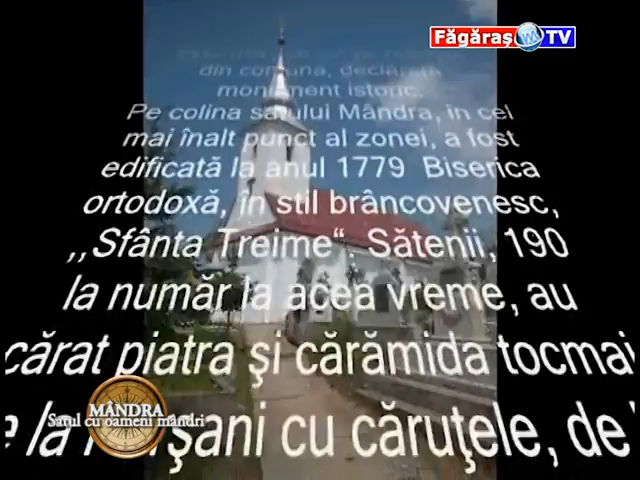 Făgăraş TV
din comuna, declarată
monument istoric.
Pe colina satului Mândra, în cel
mai înalt punct al zonei, a fost
edificată la anul 1779 Biserica
ortodoxă, în stil brâncovenesc,
,,Sfânta Treime“. Sătenii, 190
la număr la acea vreme, au
cărat piatra şi cărămida tocmai
la cu căruţele, de
MÂNDRA
Satul cu oameni mândri